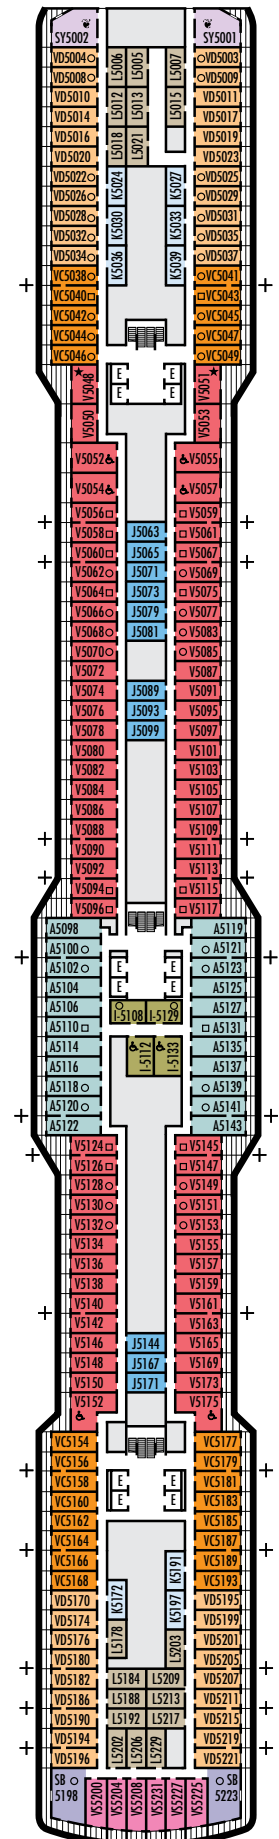 SY5002 SY5001
L5006 L5005 L5007
VD5004 VD5003
VD5008 VD5009
VD5010 L5012 L5013 L5015 VD5011
VD5014 VD5017
VD5016 L5018 L5021 VD5019
VD5020 VD5023
VD5022 K5024 K5027 VD5025
VD5026 VD5029
VD5028 K5030 K5033 VD5031
VD5032 VD5035
VD5034 K5036 K5039 VD5037
VC5038 VC5041
VC5040 VC5043
VC5042 VC5045
VC5044 VC5047
VC5046 VC5049
V5048 E E V5051
V5050 E E V5053
V5052 V5055
V5054 V5057
V5056 V5059
V5058 J5063 V5061
V5060 J5065 V5067
V5062 J5071 V5069
V5064 J5073 V5075
V5066 J5079 V5077
V5068 J5081 V5083
V5070 V5085
V5072 V5087
V5074 J5089 V5091
V5076 J5093 V5095
V5078 J5099 V5097
V5080 V5101
V5082 V5103
V5084 V5105
V5086 V5107
V5088 V5109
V5090 V5111
V5092 V5113
V5094 V5115
V5096 V5117
A5098 A5119
A5100 A5121
A5102 E E A5123
A5104 E E A5125
A5106 I-5108 I-5129 A5127
A5110 A5131
A5114 I-5112 I-5133 A5135
A5116 A5137
A5118 A5139
A5120 A5141
A5122 A5143
V5124 V5145
V5126 V5147
V5128 V5149
V5130 V5151
V5132 V5153
V5134 V5155
V5136 V5157
V5138 V5159
V5140 V5161
V5142 V5163
V5146 J5144 V5165
V5148 J5167 V5169
V5150 J5171 V5173
V5152 V5175
VC5154 VC5177
VC5156 VC5179
VC5158 E E VC5181
VC5160 E E VC5183
VC5162 VC5185
VC5164 VC5187
VC5166 K5191 VC5189
VC5168 VC5193
VD5170 K5172 K5197 VD5195
VD5174 VD5199
VD5176 L5178 L5203 VD5201
VD5180 VD5205
VD5182 L5184 L5209 VD5207
VD5186 L5188 L5213 VD5211
VD5190 L5192 L5217 VD5215
VD5194 L5202 L5206 L5229 VD5219
VD5196 VD5221
SB SB
5198 VS5200 VS5204 VS5208 VS5231 VS5227 VS5225 5223